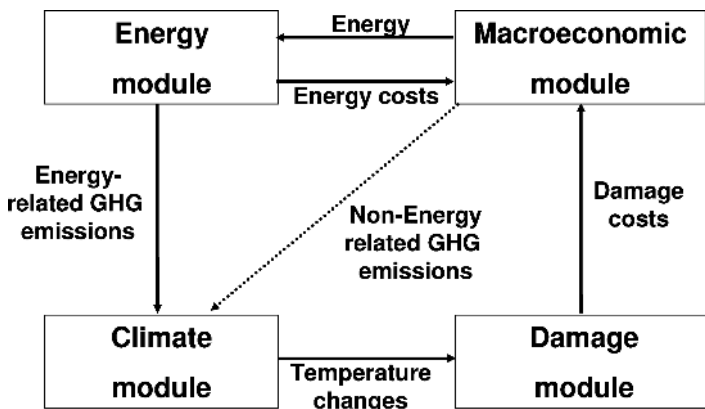 Energy
module
Energy
Energy costs
Macroeconomic
module
Energy-
related GHG
emissions
Non-Energy
related GHG
emissions
Damage
costs
Climate
module
Temperature
changes
Damage
module